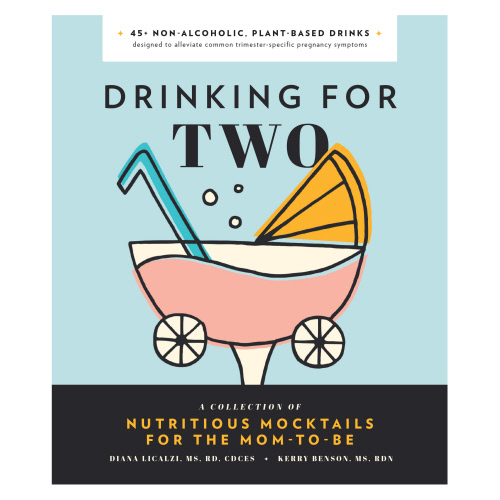 45+ NON-ALCOHOLIC, PLANT-BASED DRINKS
designed to alleviate common trimester-specific pregnancy symptoms
DRINKING FOR
TWO
A COLLECTION OF
NUTRITIOUS MOCKTAILS
FOR THE MOM-TO-BE
DIANA LICALZI, MS, RD, CDCES • KERRY BENSON, MS, RDN